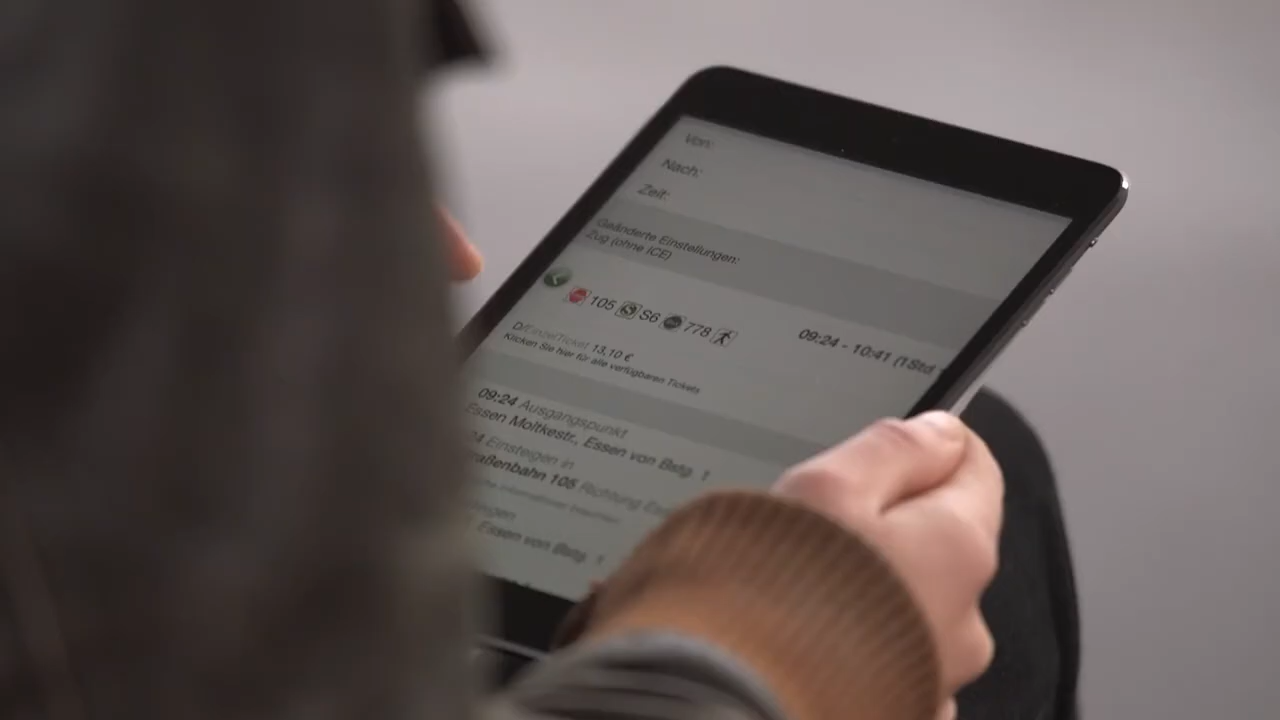 Von:
Nach:
Zeit:
Geänderte Einstellungen:
Zug (ohne ICE)
105 S6 778 09:24 - 10:41 (1Std
D/EinzelTicket 13,10 €
Klicken Sie hier für alle verfügbaren Tickets
09:24 Ausgangspunkt
Essen Moltkestr., Essen von Bstg. 1
Einsteigen in
raßenbahn 105 Richtung
Essen von Bstg. 1